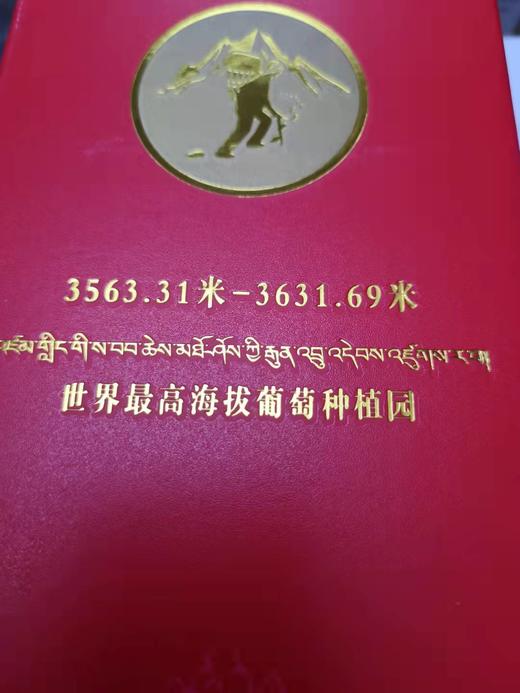 3563.31米-3631.69米
འཛམ་གླིང་གི་ས་བབ་ཆེས་མཐོ་ཤོས་ཀྱི་རྒུན་འབྲུ་འདེབས་འཛུགས་ར་བ།
世界最高海拔葡萄种植园